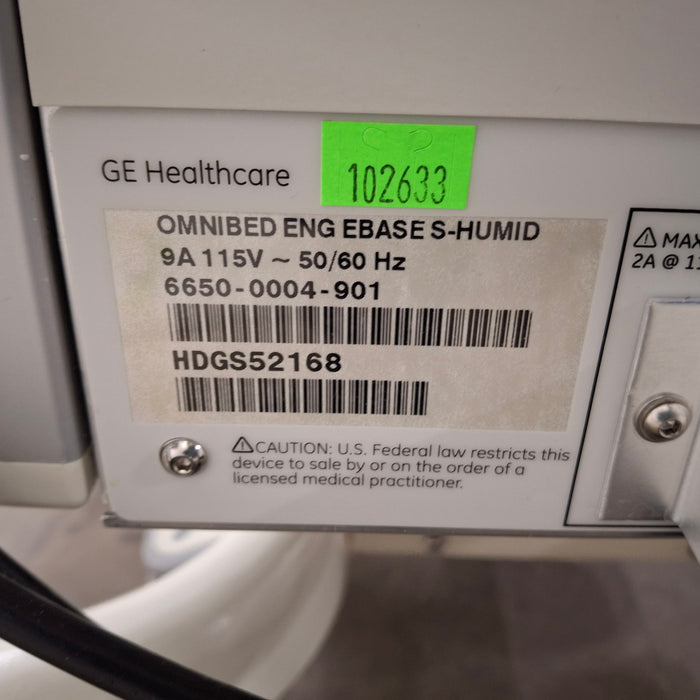 GE Healthcare
102633
OMNIBED ENG EBASE S-HUMID
9A 115V ~ 50/60 Hz
6650-0004-901
HDGS52168
⚠CAUTION: U.S. Federal law restricts this
device to sale by or on the order of a
licensed medical practitioner.
⚠ MAX
2A @ 11